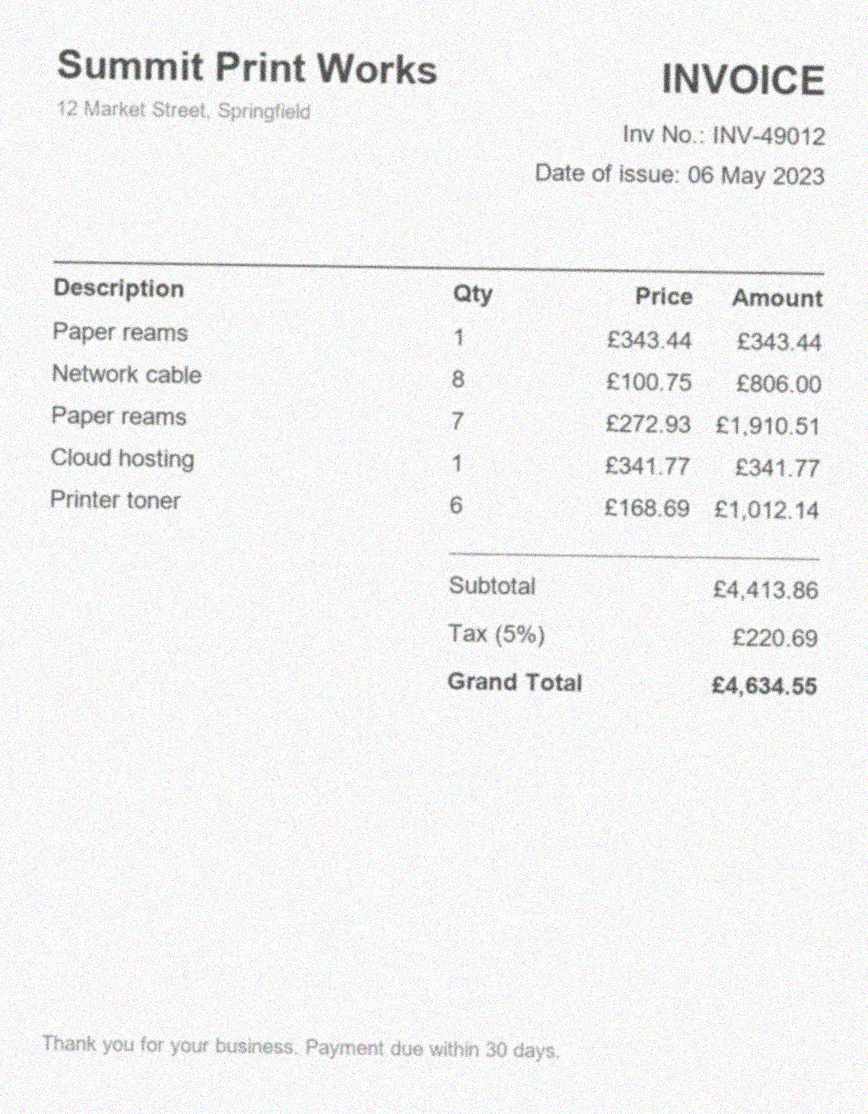 Summit Print Works
12 Market Street, Springfield
INVOICE
Inv No.: INV-49012
Date of issue: 06 May 2023
Description Qty Price Amount
Paper reams 1 £343.44 £343.44
Network cable 8 £100.75 £806.00
Paper reams 7 £272.93 £1,910.51
Cloud hosting 1 £341.77 £341.77
Printer toner 6 £168.69 £1,012.14
Subtotal £4,413.86
Tax (5%) £220.69
Grand Total £4,634.55
Thank you for your business. Payment due within 30 days.